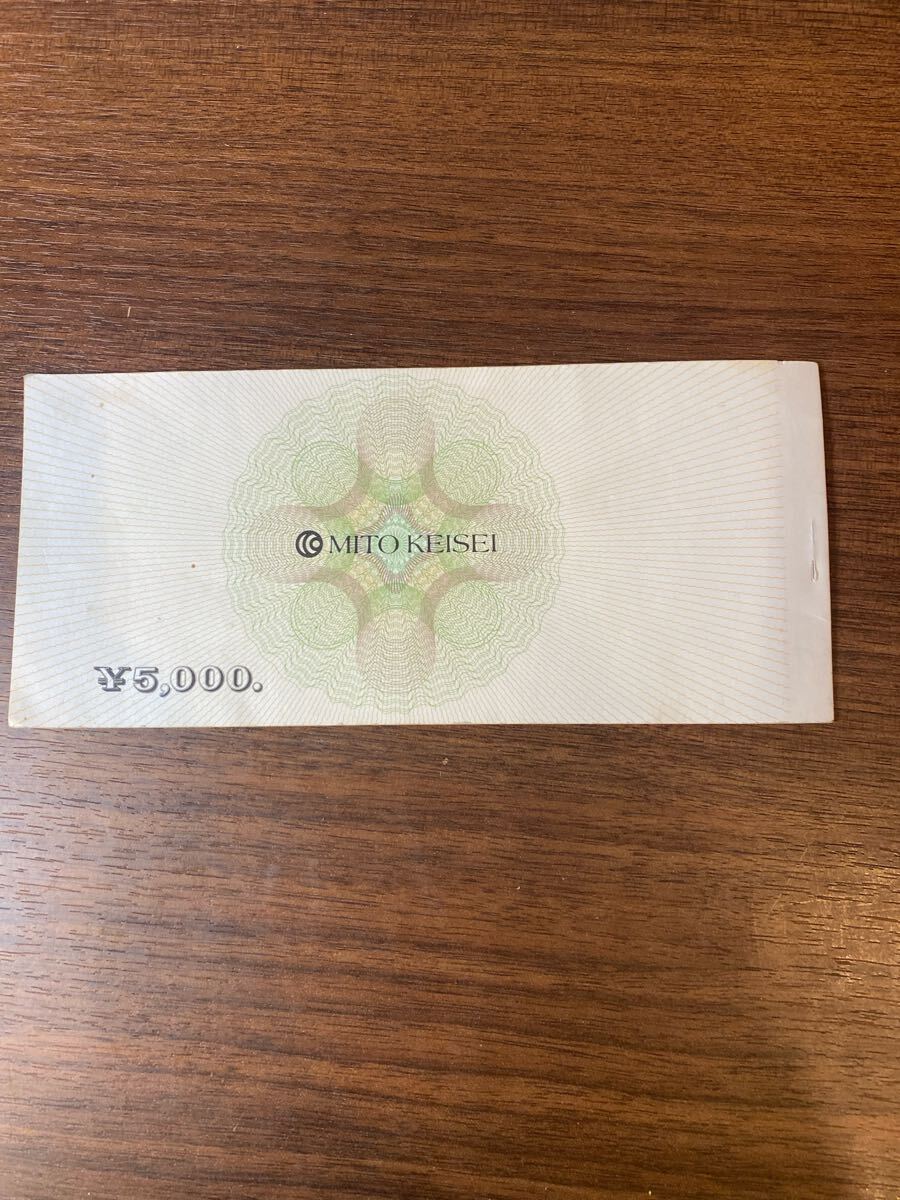 MITO KEISEI
¥5,000.